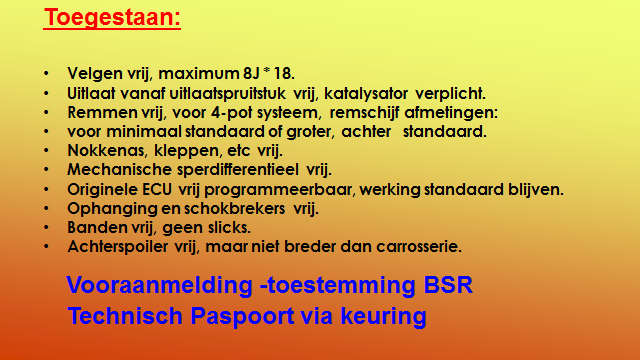 Toegestaan:
• Velgen vrij, maximum 8J * 18.
• Uitlaat vanaf uitlaatspruitstuk vrij, katalysator verplicht.
• Remmen vrij, voor 4-pot systeem, remschijf afmetingen:
• voor minimaal standaard of groter, achter standaard.
• Nokkenas, kleppen, etc vrij.
• Mechanische sperdifferentieel vrij.
• Originele ECU vrij programmeerbaar, werking standaard blijven.
• Ophanging en schokbrekers vrij.
• Banden vrij, geen slicks.
• Achterspoiler vrij, maar niet breder dan carrosserie.
Vooraanmelding -toestemming BSR
Technisch Paspoort via keuring